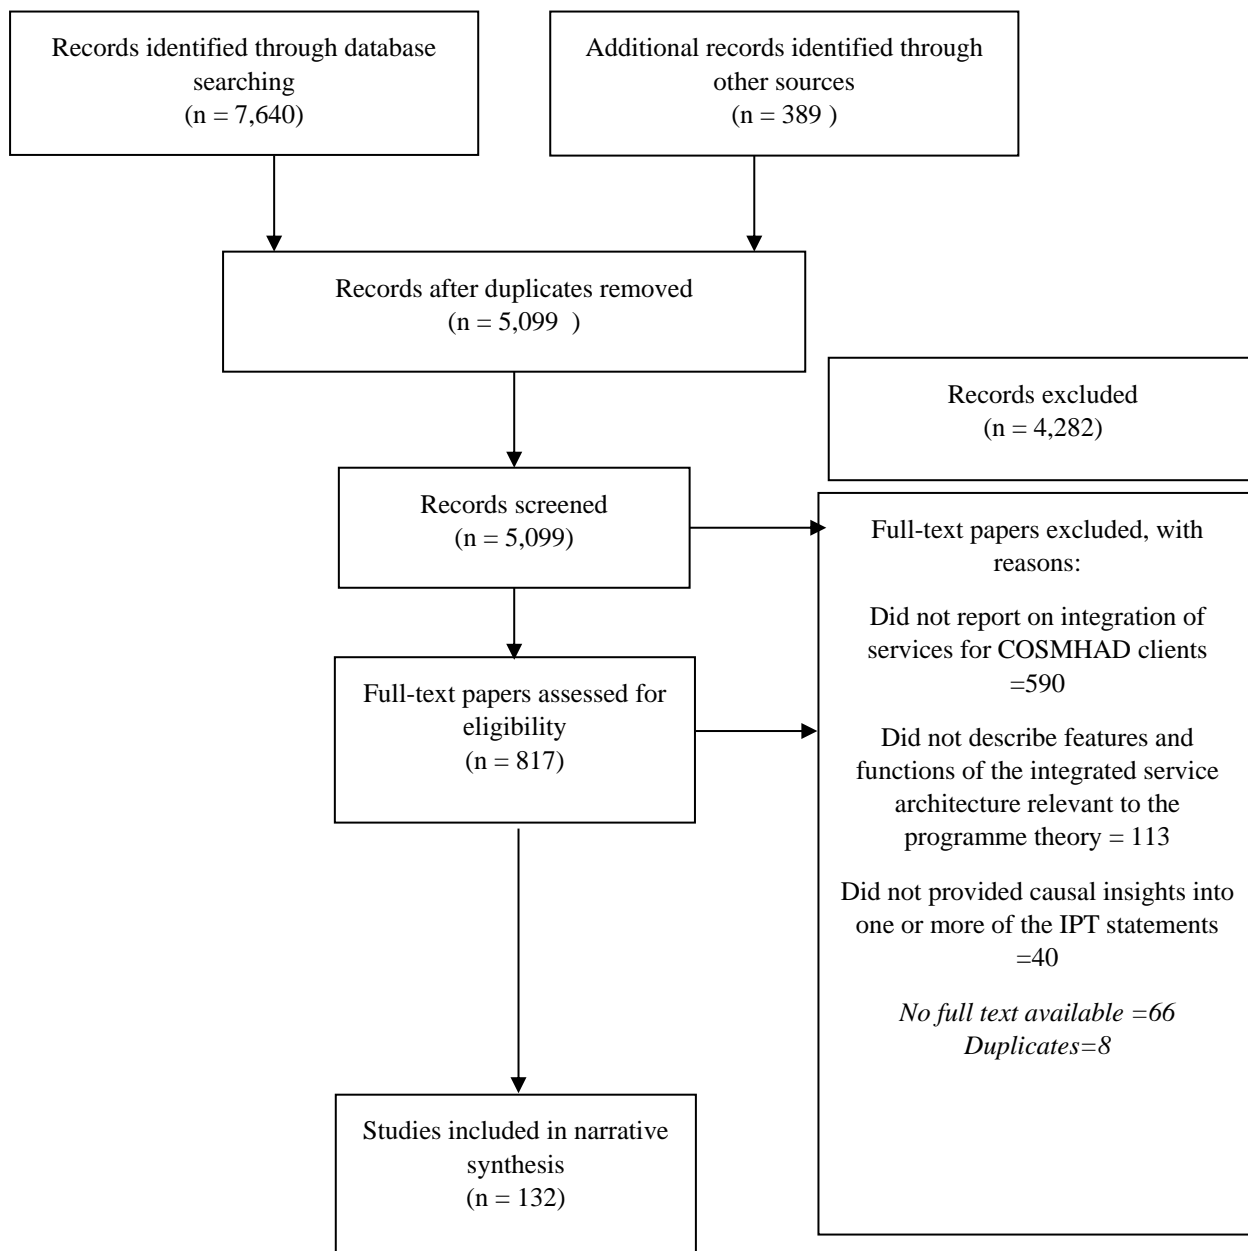 Records identified through database
searching
(n = 7,640)
Additional records identified through
other sources
(n = 389 )
Records after duplicates removed
(n = 5,099 )
Records excluded
(n = 4,282)
Records screened
(n = 5,099)
Full-text papers excluded, with
reasons:
Did not report on integration of
services for COSMHAD clients
=590
Did not describe features and
functions of the integrated service
architecture relevant to the
programme theory = 113
Did not provided causal insights into
one or more of the IPT statements
=40
No full text available =66
Duplicates=8
Full-text papers assessed for
eligibility
(n = 817)
Studies included in narrative
synthesis
(n = 132)